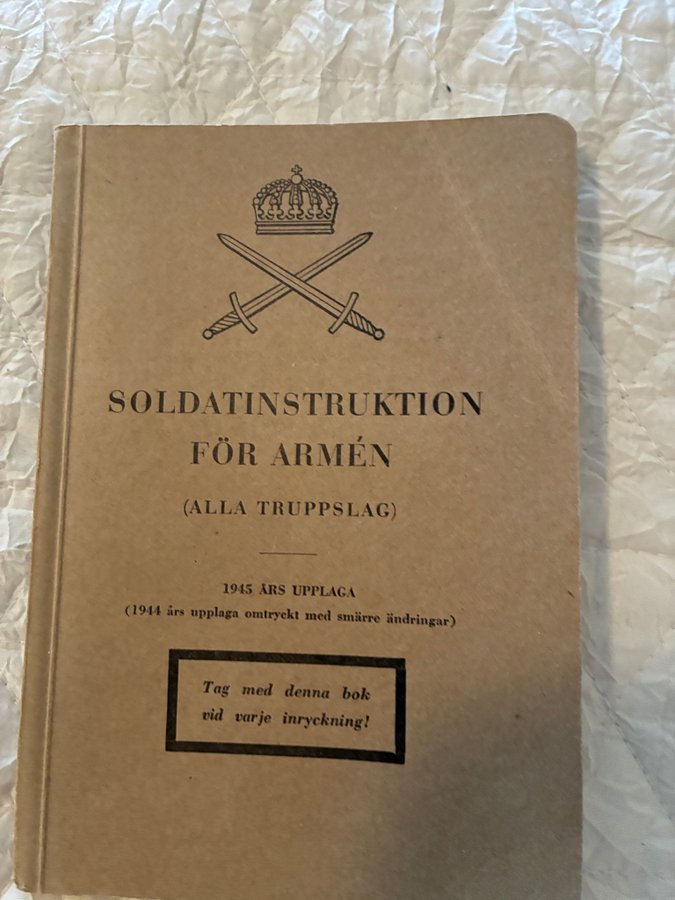 SOLDATINSTRUKTION
FÖR ARMÉN
(ALLA TRUPPSLAG)
1945 ÅRS UPPLAGA
(1944 års upplaga omtryckt med smärre ändringar)
Tag med denna bok
vid varje inryckning!